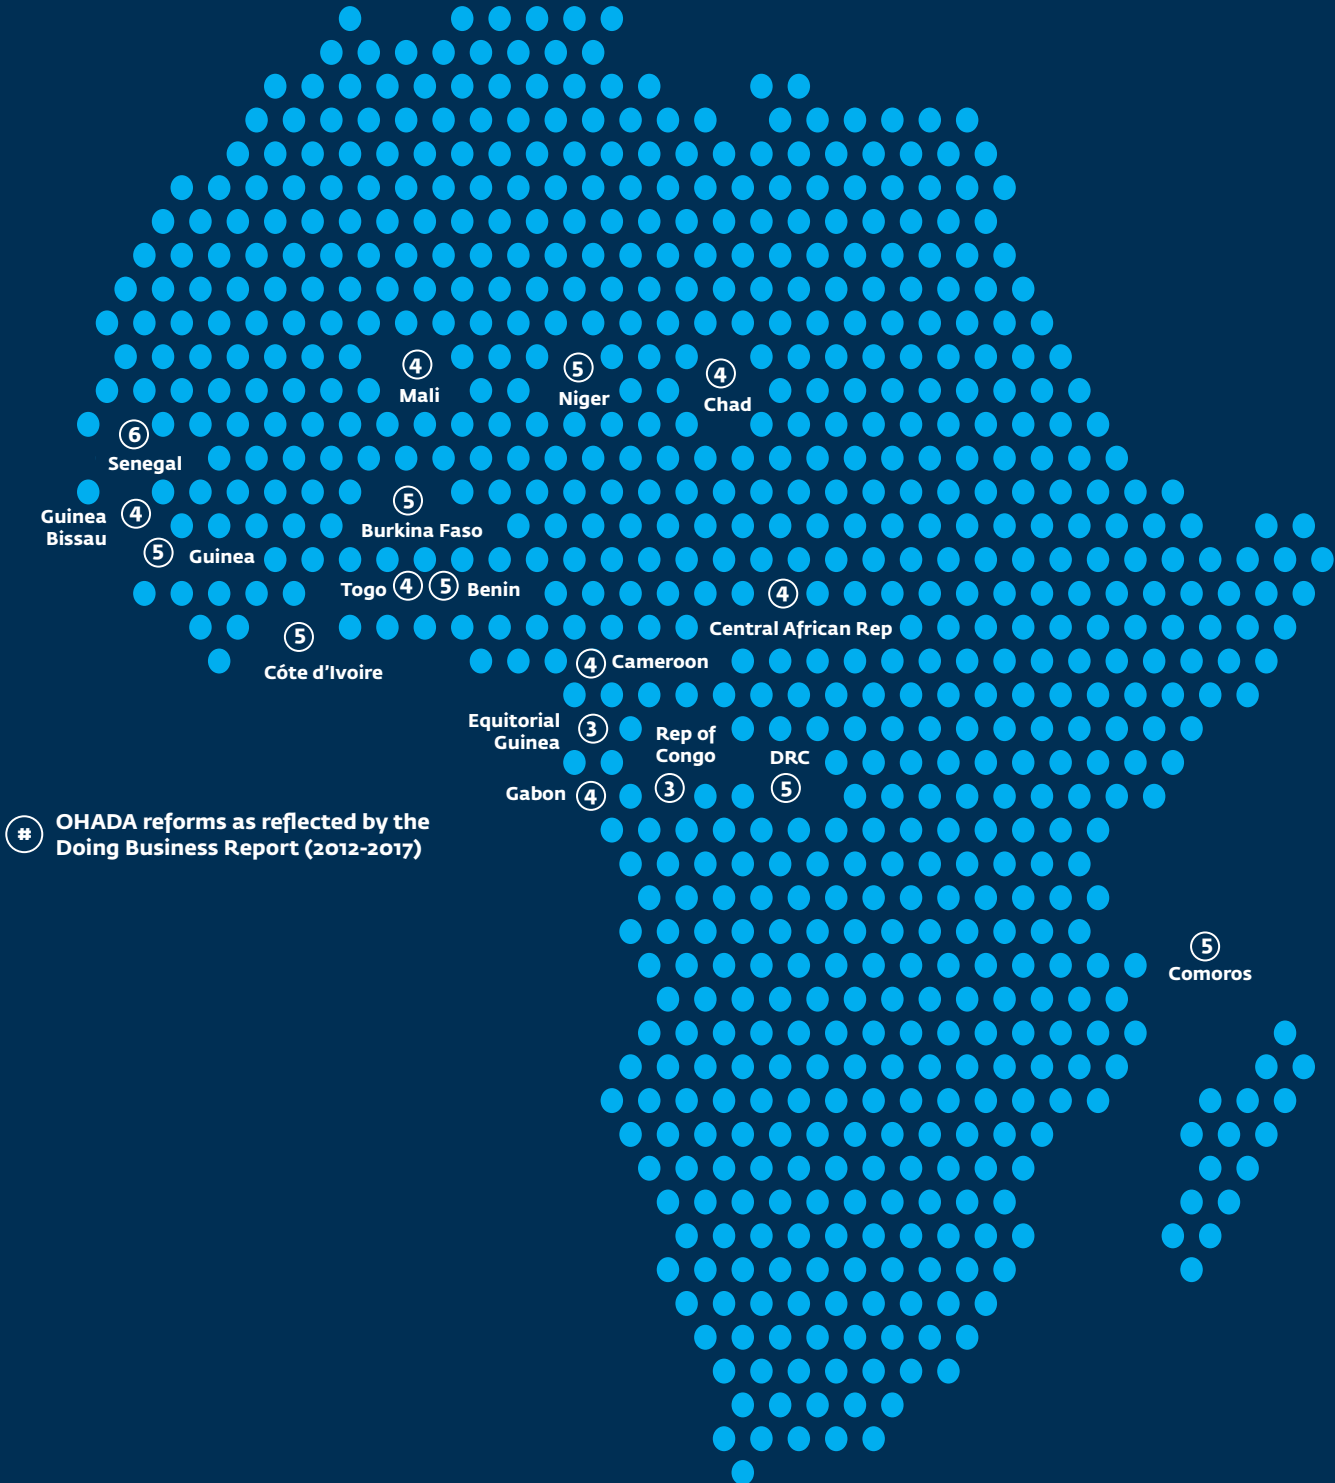 4
Mali
5
Niger
4
Chad
6
Senegal
Guinea
Bissau
4
5
Burkina Faso
5
Guinea
Togo
4
5
Benin
4
Central African Rep
5
Cóte d'Ivoire
4
Cameroon
Equitorial
Guinea
3
Rep of
Congo
3
DRC
5
Gabon
4
#
OHADA reforms as reflected by the
Doing Business Report (2012-2017)
5
Comoros